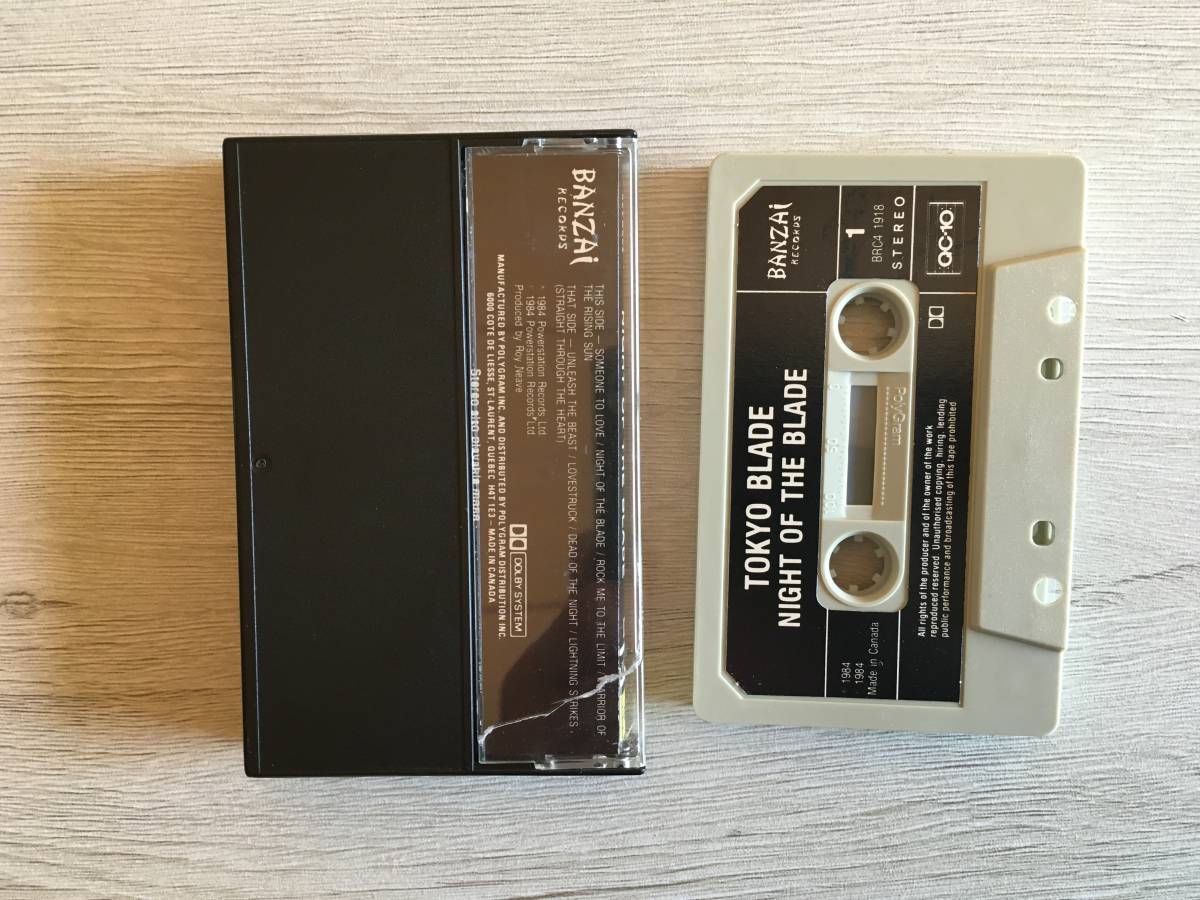 BANZAI
RECORDS
THIS SIDE — SOMEONE TO LOVE / NIGHT OF THE BLADE / ROCK ME TO THE LIMIT / WARRIOR OF
THE RISING SUN
THAT SIDE — UNLEASH THE BEAST / LOVESTRUCK / DEAD OF THE NIGHT / LIGHTNING STRIKES
(STRAIGHT THROUGH THE HEART)
1984 Powerstation Records Ltd
1984 Powerstation Records Ltd
Produced by Roy Neave
DOLBY SYSTEM
MANUFACTURED BY POLYGRAM INC. AND DISTRIBUTED BY POLYGRAM DISTRIBUTION INC.
6000 COTE DE LIESSE, ST-LAURENT, QUEBEC H4T 1E3 – MADE IN CANADA
BANZAI
RECORDS
1
BRC4 1918
STEREO
QC·10
TOKYO BLADE
NIGHT OF THE BLADE
PolyGram
100 50 0
1984
1984
Made in Canada
All rights of the producer and of the owner of the work
reproduced reserved. Unauthorised copying, hiring, lending
public performance and broadcasting of this tape prohibited